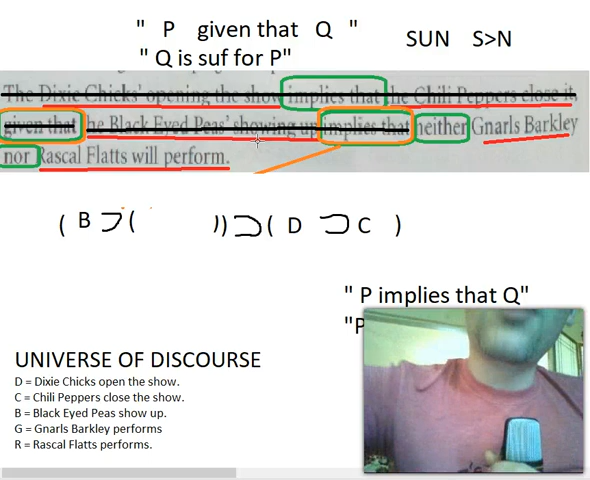 " P given that Q "
" Q is suf for P"
SUN S>N
The Dixie Chicks' opening the show implies that the Chili Peppers close it,
given that the Black Eyed Peas' showing up implies that neither Gnarls Barkley
nor Rascal Flatts will perform.
( B ⊃ ( )) ⊃ ( D ⊃ C )
" P implies that Q"
"P
UNIVERSE OF DISCOURSE
D = Dixie Chicks open the show.
C = Chili Peppers close the show.
B = Black Eyed Peas show up.
G = Gnarls Barkley performs
R = Rascal Flatts performs.